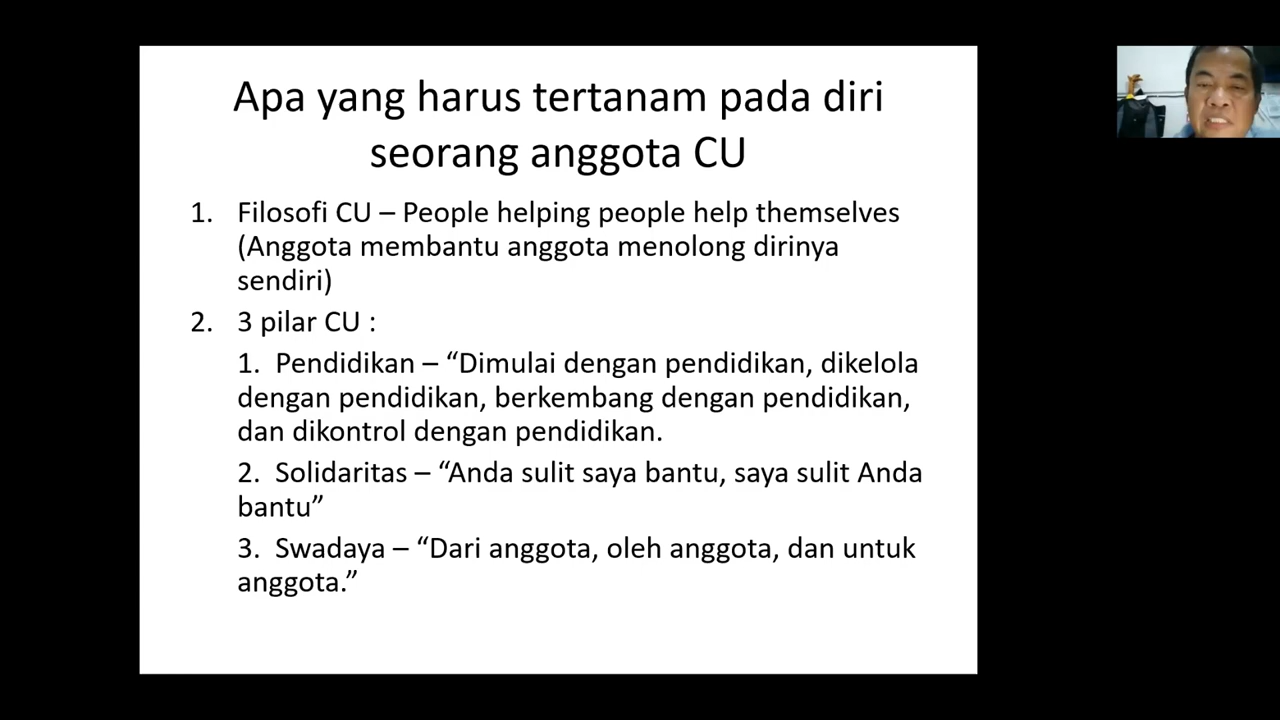 Apa yang harus tertanam pada diri
seorang anggota CU
1. Filosofi CU – People helping people help themselves
(Anggota membantu anggota menolong dirinya
sendiri)
2. 3 pilar CU :
1. Pendidikan – “Dimulai dengan pendidikan, dikelola
dengan pendidikan, berkembang dengan pendidikan,
dan dikontrol dengan pendidikan.
2. Solidaritas – “Anda sulit saya bantu, saya sulit Anda
bantu”
3. Swadaya – “Dari anggota, oleh anggota, dan untuk
anggota.”